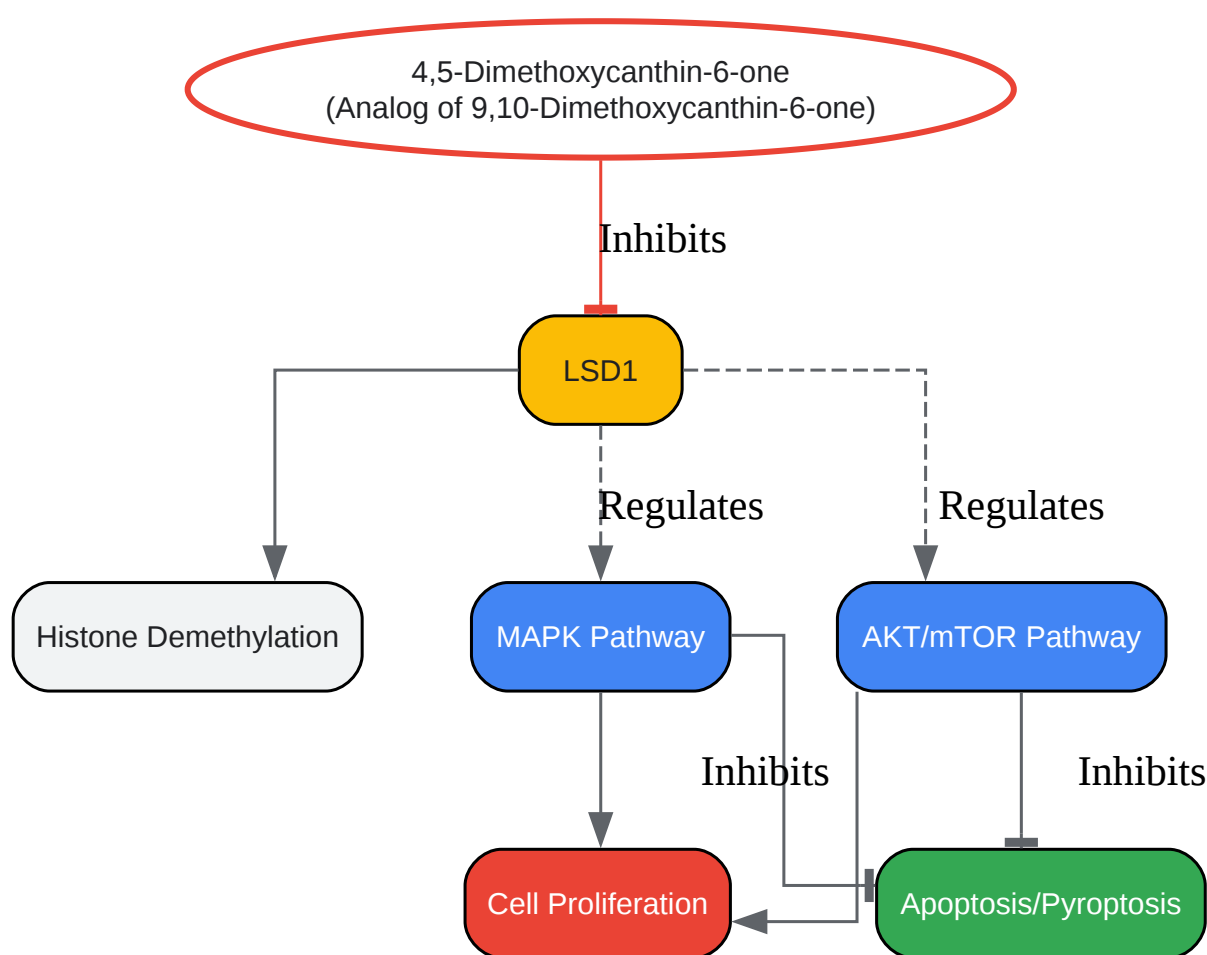 4,5-Dimethoxycanthin-6-one
(Analog of 9,10-Dimethoxycanthin-6-one)
Inhibits
LSD1
Regulates
Regulates
Histone Demethylation
MAPK Pathway
AKT/mTOR Pathway
Inhibits
Inhibits
Cell Proliferation
Apoptosis/Pyroptosis